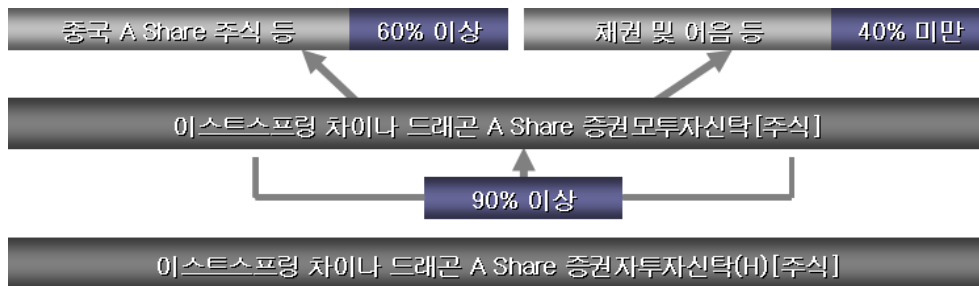 중국 A Share 주식 등 60% 이상 채권 및 어음 등 40% 미만
이스트스프링 차이나 드래곤 A Share 증권모투자신탁[주식]
90% 이상
이스트스프링 차이나 드래곤 A Share 증권자투자신탁(H)[주식]